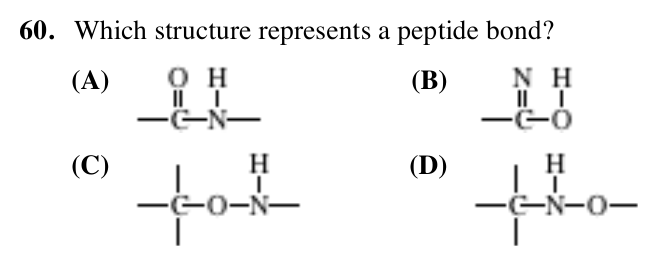 60. Which structure represents a peptide bond?
(A) O H (B) N H
—C—N— —C—O
(C) H (D) H
—C—O—N— —C—N—O—